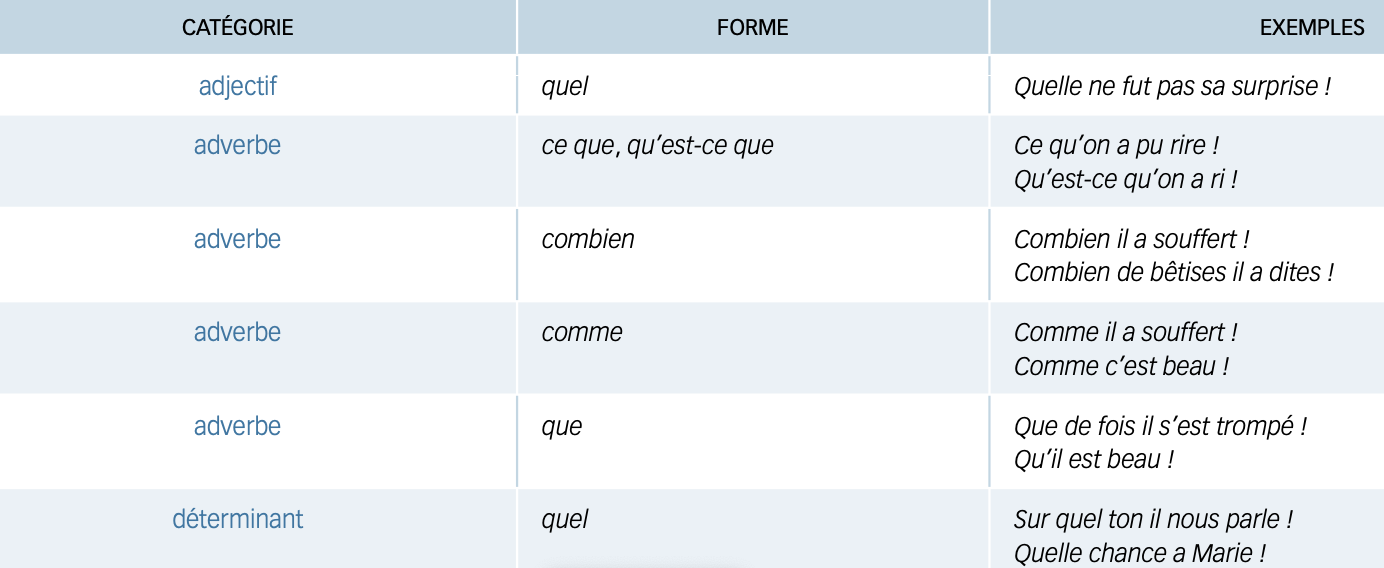 CATÉGORIE FORME EXEMPLES
adjectif quel Quelle ne fut pas sa surprise !
adverbe ce que, qu’est-ce que Ce qu’on a pu rire !
Qu’est-ce qu’on a ri !
adverbe combien Combien il a souffert !
Combien de bêtises il a dites !
adverbe comme Comme il a souffert !
Comme c’est beau !
adverbe que Que de fois il s’est trompé !
Qu’il est beau !
déterminant quel Sur quel ton il nous parle !
Quelle chance a Marie !